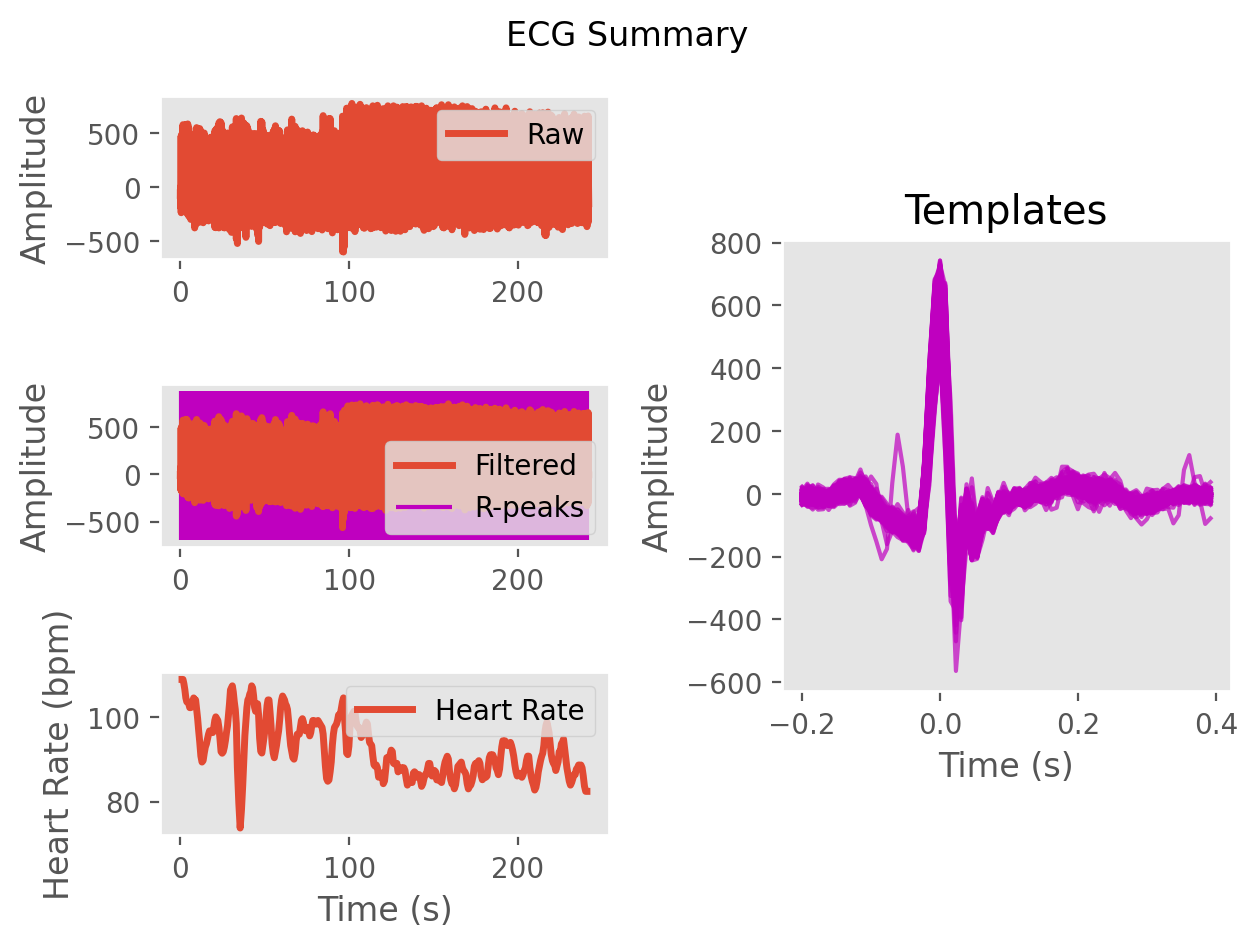 ECG Summary
Amplitude
500
0
−500
Raw
0 100 200
Amplitude
500
0
−500
Filtered
R-peaks
0 100 200
Heart Rate (bpm)
100
80
Heart Rate
0 100 200
Time (s)
Templates
Amplitude
800
600
400
200
0
−200
−400
−600
−0.2 0.0 0.2 0.4
Time (s)